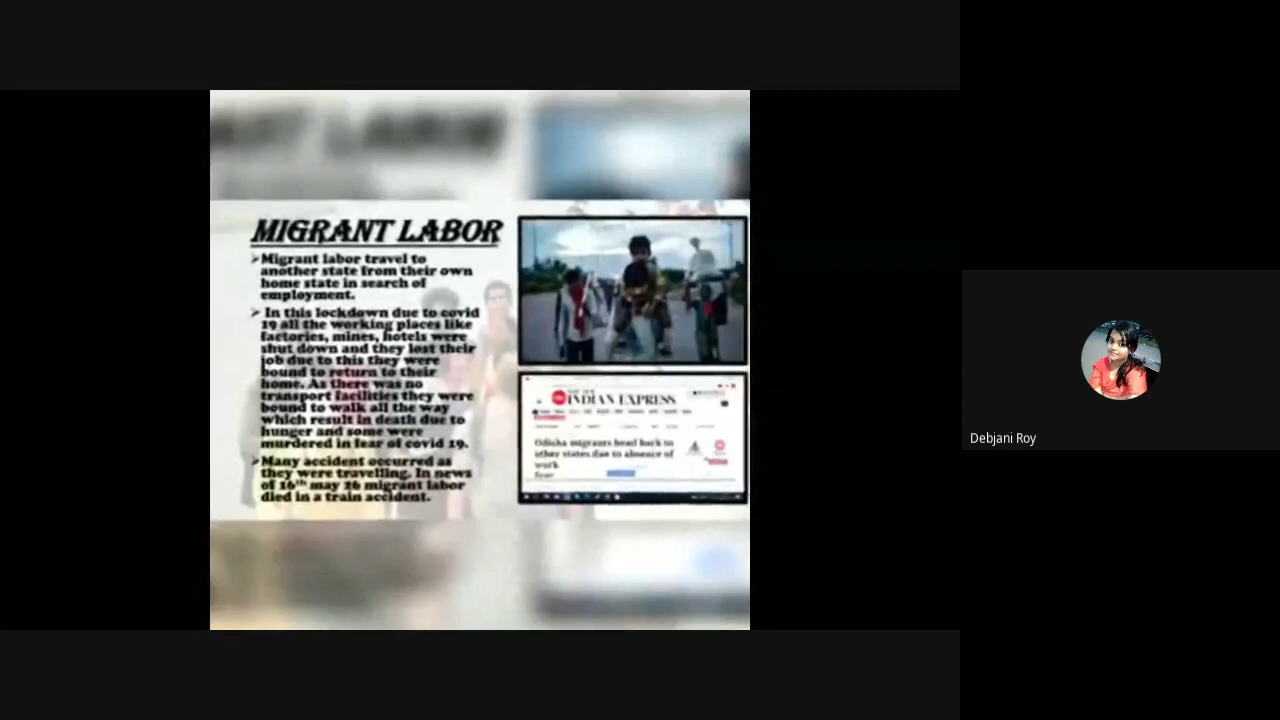 MIGRANT LABOR
➢Migrant labor travel to
another state from their own
home state in search of
employment.
➢ In this lockdown due to covid
19 all the working places like
factories, mines, hotels were
shut down and they lost their
job due to this they were
bound to return to their
home. As there was no
transport facilities they were
bound to walk all the way
which result in death due to
hunger and some were
murdered in fear of covid 19.
➢Many accident occurred as
they were travelling. In news
of 16th may 26 migrant labor
died in a train accident.
INDIAN EXPRESS
Odisha migrants head back to
other states due to absence of
work
Debjani Roy